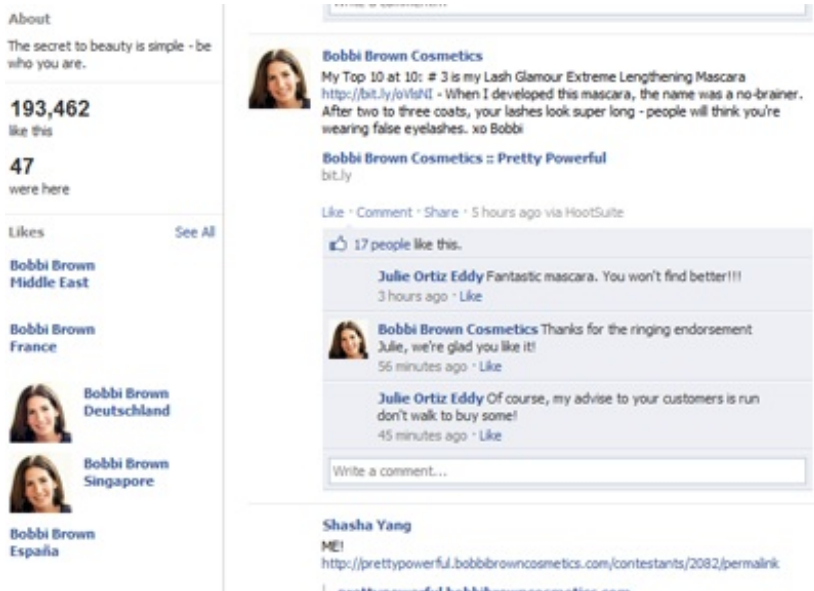 About
The secret to beauty is simple - be
who you are.
193,462
like this
47
were here
Likes See All
Bobbi Brown
Middle East
Bobbi Brown
France
Bobbi Brown
Deutschland
Bobbi Brown
Singapore
Bobbi Brown
España
Bobbi Brown Cosmetics
My Top 10 at 10: # 3 is my Lash Glamour Extreme Lengthening Mascara
- When I developed this mascara, the name was a no-brainer.
After two to three coats, your lashes look super long - people will think you're
wearing false eyelashes. xo Bobbi
Bobbi Brown Cosmetics :: Pretty Powerful
bit.ly
Like · Comment · Share · 5 hours ago via HootSuite
17 people like this.
Julie Ortiz Eddy Fantastic mascara. You won't find better!!!
3 hours ago · Like
Bobbi Brown Cosmetics Thanks for the ringing endorsement
Julie, we're glad you like it!
56 minutes ago · Like
Julie Ortiz Eddy Of course, my advise to your customers is run
don't walk to buy some!
45 minutes ago · Like
Write a comment...
Shasha Yang
ME!
http://prettypowerful.bobbibrowncosmetics.com/contestants/2082/permalink